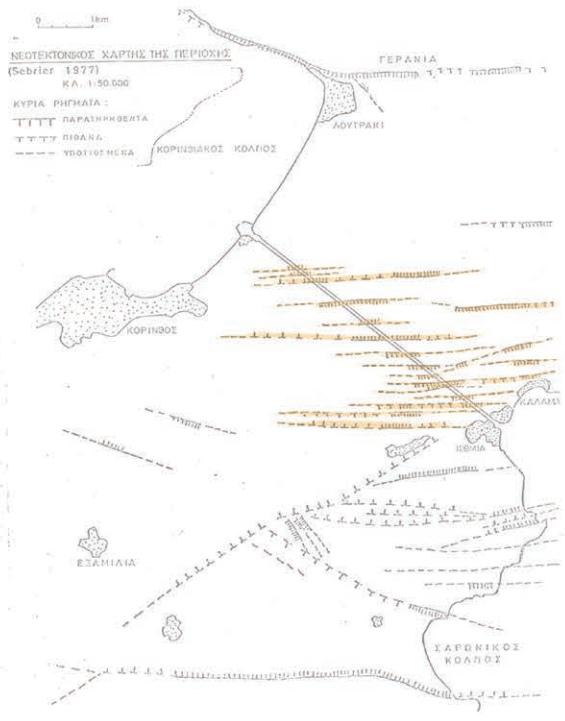 0 1km
ΝΕΟΤΕΚΤΟΝΙΚΟΣ ΧΑΡΤΗΣ ΤΗΣ ΠΕΡΙΟΧΗΣ
(Sebrier 1977)
ΚΛ. 1:50.000
ΚΥΡΙΑ ΡΗΓΜΑΤΑ :
ΠΑΡΑΤΗΡΗΘΕΝΤΑ
ΠΙΘΑΝΑ
ΥΠΟΤΙΘΕΜΕΝΑ
ΚΟΡΙΝΘΙΑΚΟΣ ΚΟΛΠΟΣ
ΓΕΡΑΝΙΑ
ΛΟΥΤΡΑΚΙ
ΚΟΡΙΝΘΟΣ
ΚΑΛΑΜΑ
ΙΣΘΜΙΑ
ΕΞΑΜΙΛΙΑ
ΣΑΡΩΝΙΚΟΣ
ΚΟΛΠΟΣ